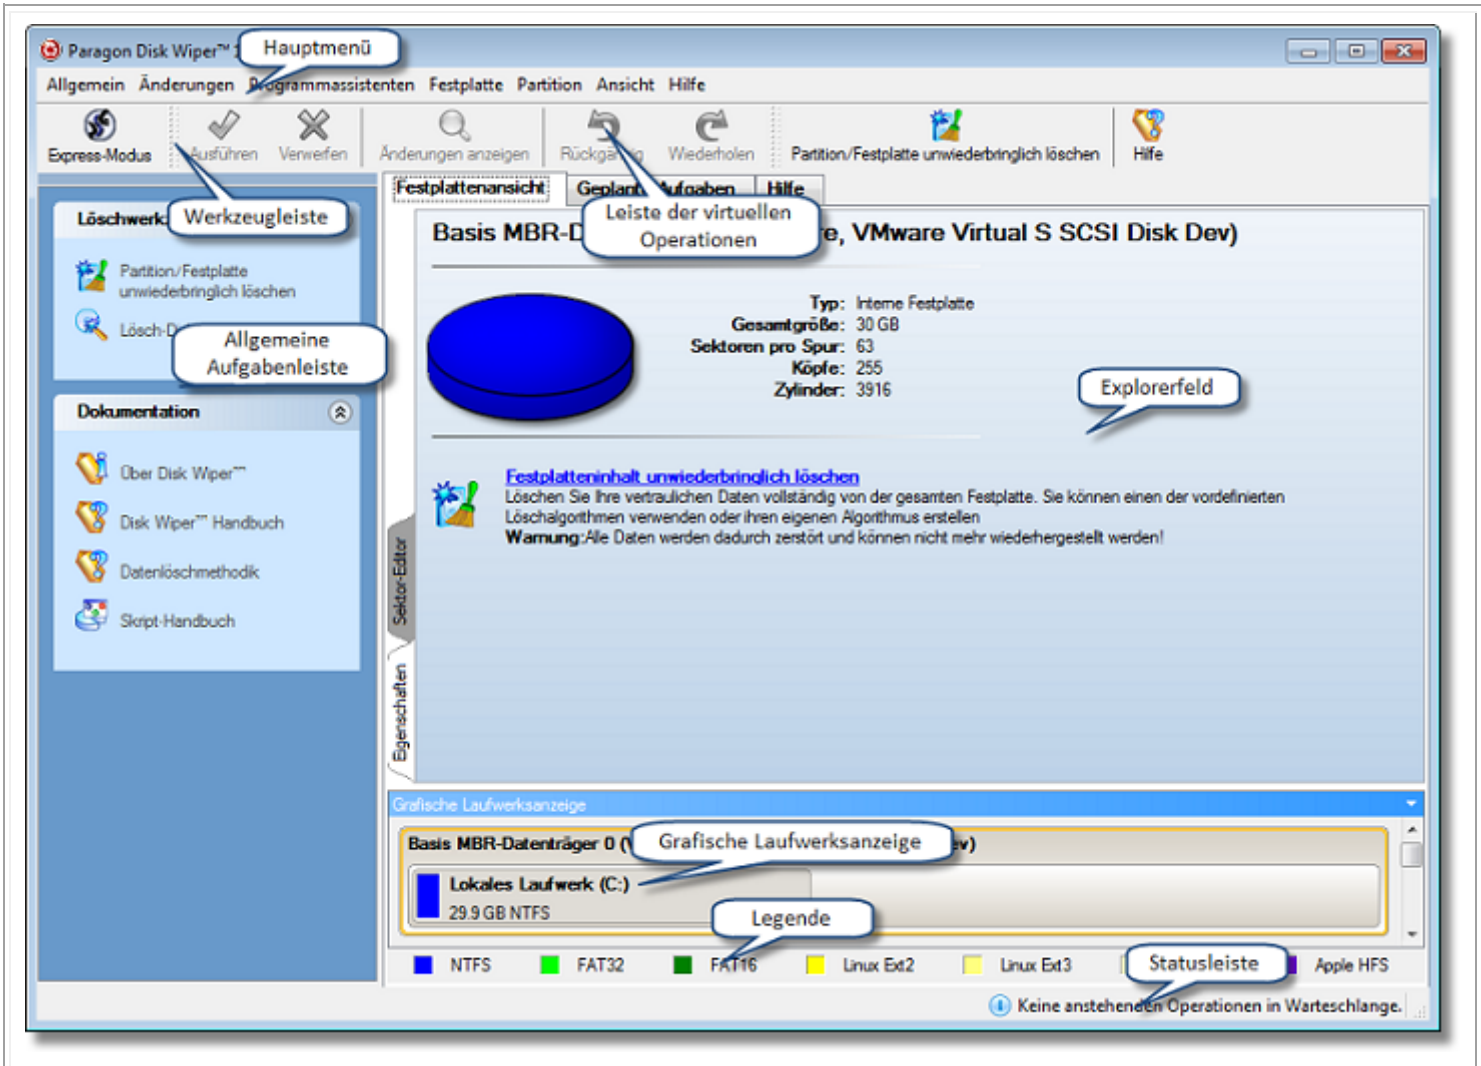 Paragon Disk Wiper™
Hauptmenü
Allgemein Änderungen Programmassistenten Festplatte Partition Ansicht Hilfe
Express-Modus Ausführen Verwerfen Änderungen anzeigen Rückgängig Wiederholen Partition/Festplatte unwiederbringlich löschen Hilfe
Festplattenansicht Geplante Aufgaben Hilfe
Werkzeugleiste
Leiste der virtuellen
Operationen
Löschwerk
Partition/Festplatte
unwiederbringlich löschen
Lösch-D
Allgemeine
Aufgabenleiste
Dokumentation
Über Disk Wiper™
Disk Wiper™ Handbuch
Datenlöschmethodik
Skript-Handbuch
Basis MBR-D re, VMware Virtual S SCSI Disk Dev)
Typ: Interne Festplatte
Gesamtgröße: 30 GB
Sektoren pro Spur: 63
Köpfe: 255
Zylinder: 3916
Explorerfeld
Festplatteninhalt unwiederbringlich löschen
Löschen Sie Ihre vertraulichen Daten vollständig von der gesamten Festplatte. Sie können einen der vordefinierten
Löschalgorithmen verwenden oder ihren eigenen Algorithmus erstellen
Warnung:Alle Daten werden dadurch zerstört und können nicht mehr wiederhergestellt werden!
Sektor-Editor
Eigenschaften
Grafische Laufwerksanzeige
Basis MBR-Datenträger 0 (V ev)
Grafische Laufwerksanzeige
Lokales Laufwerk (C:)
29.9 GB NTFS
Legende
NTFS FAT32 FAT16 Linux Ext2 Linux Ext3 Apple HFS
Statusleiste
Keine anstehenden Operationen in Warteschlange.